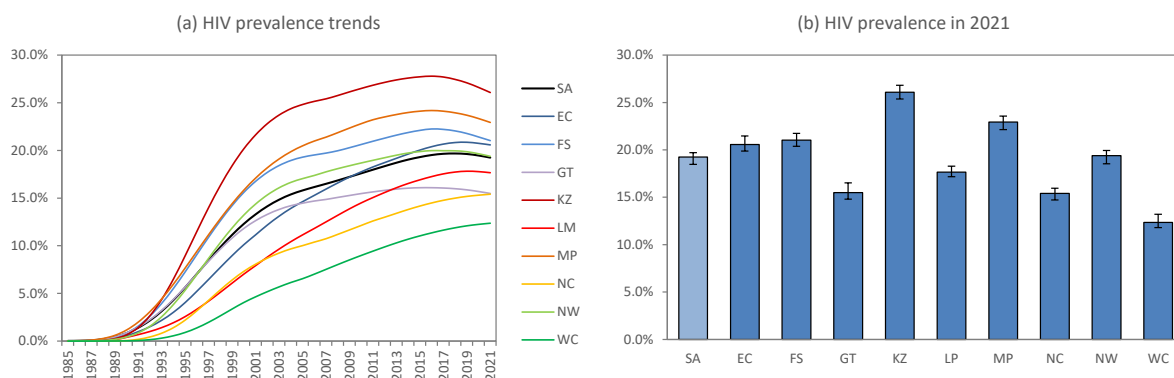 (a) HIV prevalence trends
30.0%
25.0%
20.0%
15.0%
10.0%
5.0%
0.0%
1985
1987
1989
1991
1993
1995
1997
1999
2001
2003
2005
2007
2009
2011
2013
2015
2017
2019
2021
SA
EC
FS
GT
KZ
LM
MP
NC
NW
WC
(b) HIV prevalence in 2021
30.0%
25.0%
20.0%
15.0%
10.0%
5.0%
0.0%
SA EC FS GT KZ LP MP NC NW WC